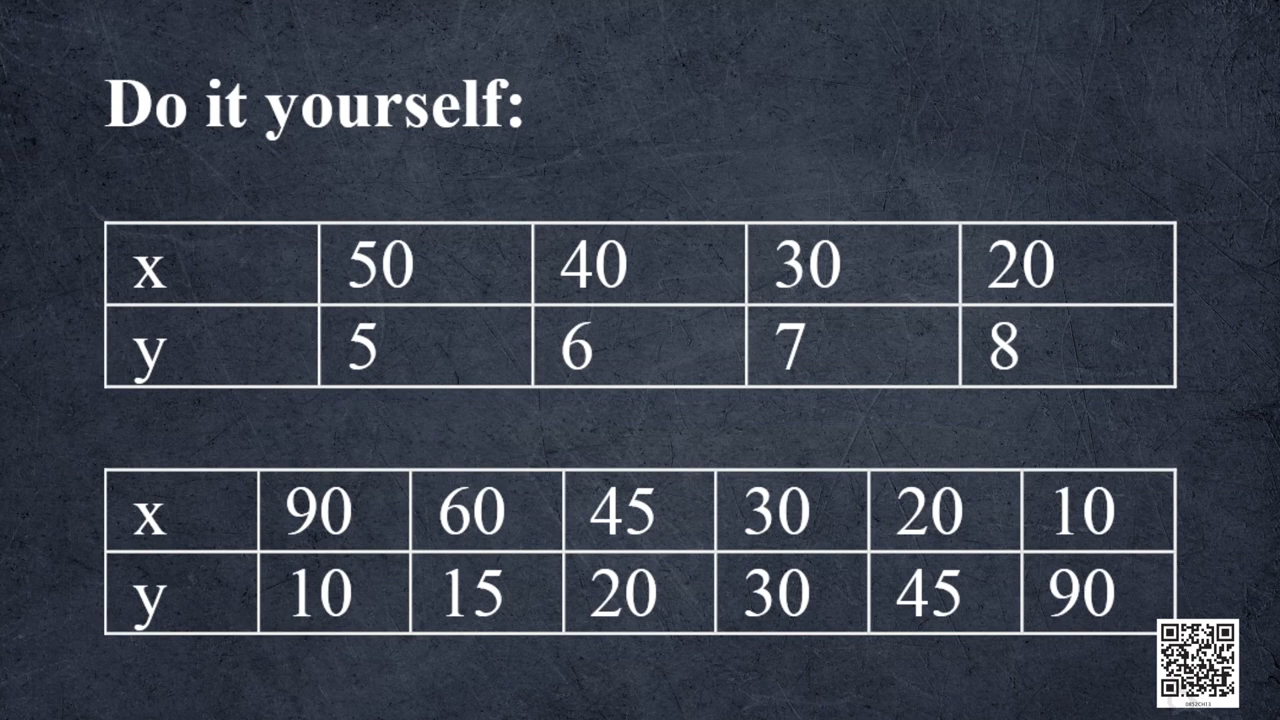 Do it yourself:
x 50 40 30 20
y 5 6 7 8
x 90 60 45 30 20 10
y 10 15 20 30 45 90
0852CH13